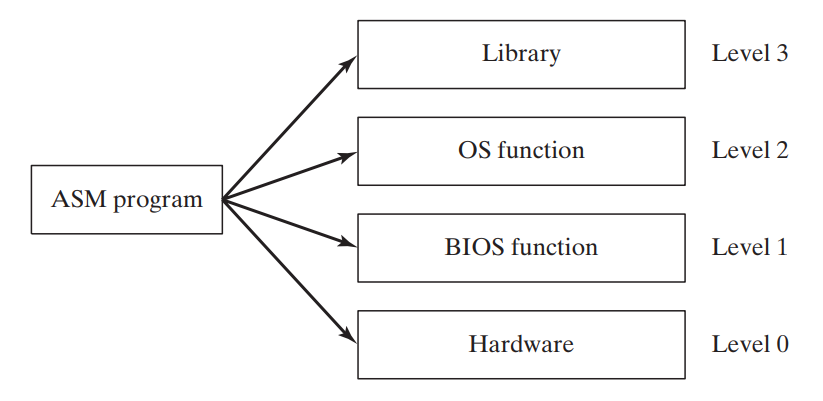 Library Level 3
OS function Level 2
ASM program
BIOS function Level 1
Hardware Level 0